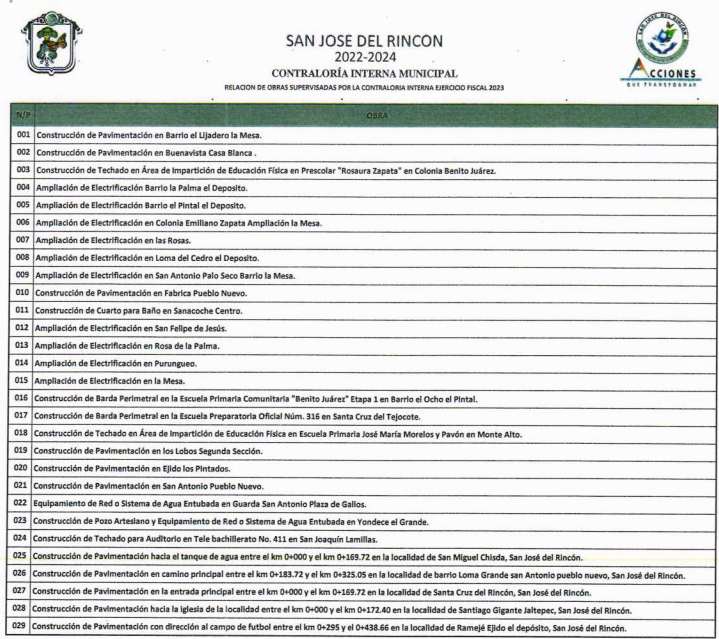 SAN JOSE DEL RINCON
2022-2024
CONTRALORÍA INTERNA MUNICIPAL
RELACION DE OBRAS SUPERVISADAS POR LA CONTRALORIA INTERNA EJERCICIO FISCAL 2023
SAN JOSE DEL RINCON
ACCIONES
QUE TRANSFORMAN
N/P OBRA
001 Construcción de Pavimentación en Barrio el Lijadero la Mesa.
002 Construcción de Pavimentación en Buenavista Casa Blanca .
003 Construcción de Techado en Área de Impartición de Educación Física en Prescolar "Rosaura Zapata" en Colonia Benito Juárez.
004 Ampliación de Electrificación Barrio la Palma el Deposito.
005 Ampliación de Electrificación Barrio el Pintal el Deposito.
006 Ampliación de Electrificación en Colonia Emiliano Zapata Ampliación la Mesa.
007 Ampliación de Electrificación en las Rosas.
008 Ampliación de Electrificación en Loma del Cedro el Deposito.
009 Ampliación de Electrificación en San Antonio Palo Seco Barrio la Mesa.
010 Construcción de Pavimentación en Fabrica Pueblo Nuevo.
011 Construcción de Cuarto para Baño en Sanacoche Centro.
012 Ampliación de Electrificación en San Felipe de Jesús.
013 Ampliación de Electrificación en Rosa de la Palma.
014 Ampliación de Electrificación en Purungueo.
015 Ampliación de Electrificación en la Mesa.
016 Construcción de Barda Perimetral en la Escuela Primaria Comunitaria "Benito Juárez" Etapa 1 en Barrio el Ocho el Pintal.
017 Construcción de Barda Perimetral en la Escuela Preparatoria Oficial Núm. 316 en Santa Cruz del Tejocote.
018 Construcción de Techado en Área de Impartición de Educación Física en Escuela Primaria José María Morelos y Pavón en Monte Alto.
019 Construcción de Pavimentación en los Lobos Segunda Sección.
020 Construcción de Pavimentación en Ejido los Pintados.
021 Construcción de Pavimentación en San Antonio Pueblo Nuevo.
022 Equipamiento de Red o Sistema de Agua Entubada en Guarda San Antonio Plaza de Gallos.
023 Construcción de Pozo Artesiano y Equipamiento de Red o Sistema de Agua Entubada en Yondece el Grande.
024 Construcción de Techado para Auditorio en Tele bachillerato No. 411 en San Joaquín Lamillas.
025 Construcción de Pavimentación hacia el tanque de agua entre el km 0+000 y el km 0+169.72 en la localidad de San Miguel Chisda, San José del Rincón.
026 Construcción de Pavimentación en camino principal entre el km 0+183.72 y el km 0+325.05 en la localidad de barrio Loma Grande san Antonio pueblo nuevo, San José del Rincón.
027 Construcción de Pavimentación en la entrada principal entre el km 0+000 y el km 0+169.72 en la localidad de Santa Cruz del Rincón, San José del Rincón.
028 Construcción de Pavimentación hacia la iglesia de la localidad entre el km 0+000 y el km 0+172.40 en la localidad de Santiago Gigante Jaltepec, San José del Rincón.
029 Construcción de Pavimentación con dirección al campo de futbol entre el km 0+295 y el 0+438.66 en la localidad de Ramejé Ejido el depósito, San José del Rincón.